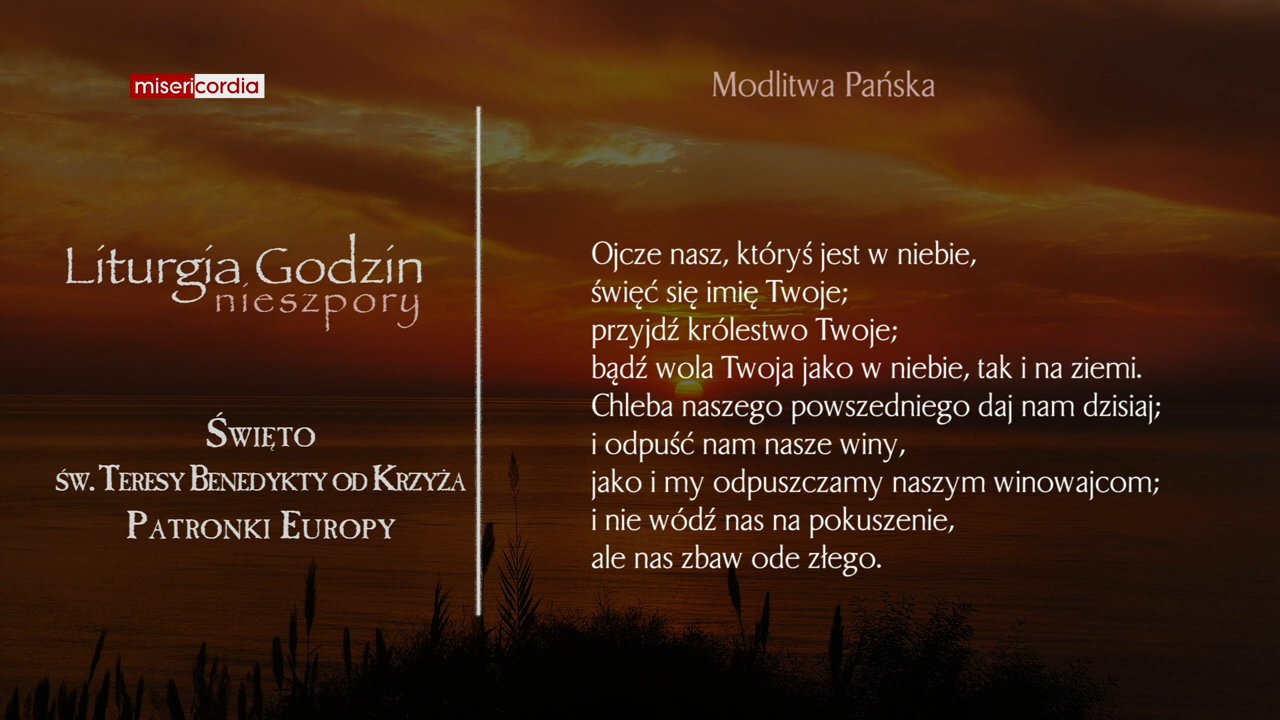 misericordia
Liturgia Godzin
nieszpory
Święto
św. Teresy Benedykty od Krzyża
Patronki Europy
Modlitwa Pańska
Ojcze nasz, któryś jest w niebie,
święć się imię Twoje;
przyjdź królestwo Twoje;
bądź wola Twoja jako w niebie, tak i na ziemi.
Chleba naszego powszedniego daj nam dzisiaj;
i odpuść nam nasze winy,
jako i my odpuszczamy naszym winowajcom;
i nie wódź nas na pokuszenie,
ale nas zbaw ode złego.